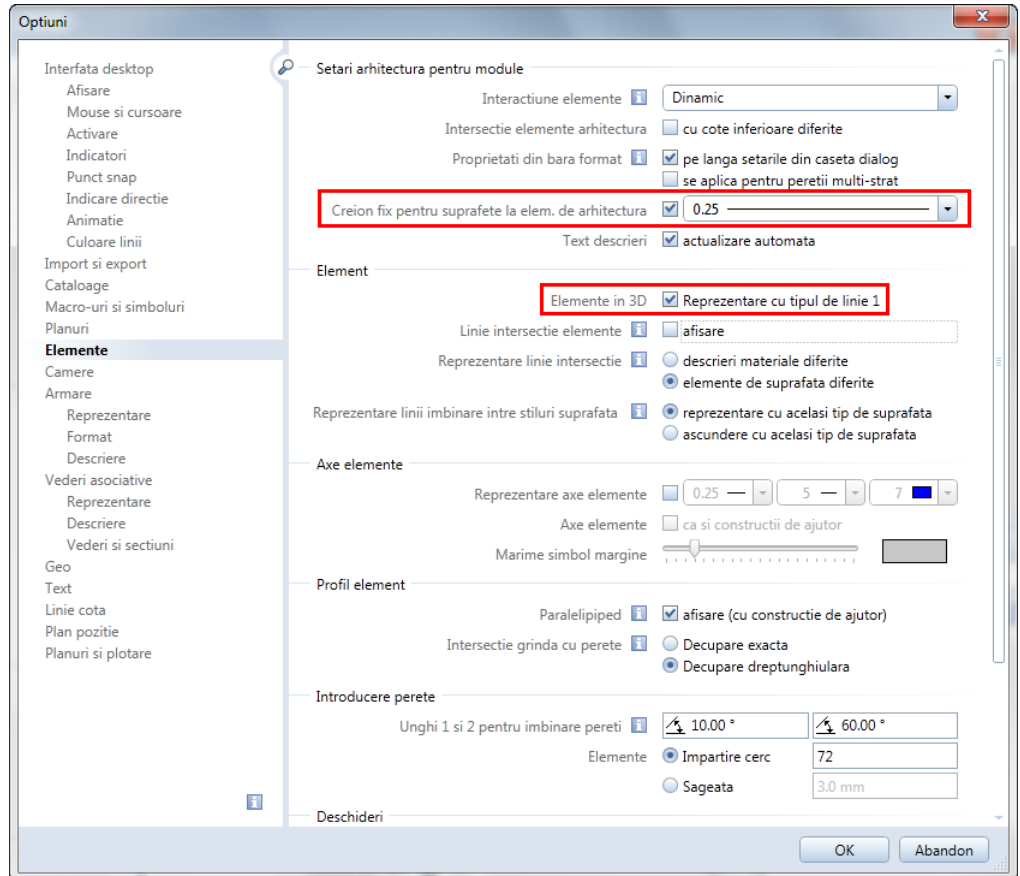 Optiuni
Interfata desktop
Afisare
Mouse si cursoare
Activare
Indicatori
Punct snap
Indicare directie
Animatie
Culoare linii
Import si export
Cataloage
Macro-uri si simboluri
Planuri
Elemente
Camere
Armare
Reprezentare
Format
Descriere
Vederi asociative
Reprezentare
Descriere
Vederi si sectiuni
Geo
Text
Linie cota
Plan pozitie
Planuri si plotare
Setari arhitectura pentru module
Interactiune elemente Dinamic
Intersectie elemente arhitectura cu cote inferioare diferite
Proprietati din bara format pe langa setarile din caseta dialog
se aplica pentru peretii multi-strat
Creion fix pentru suprafete la elem. de arhitectura 0.25
Text descrieri actualizare automata
Element
Elemente in 3D Reprezentare cu tipul de linie 1
Linie intersectie elemente afisare
Reprezentare linie intersectie descrieri materiale diferite
elemente de suprafata diferite
Reprezentare linii imbinare intre stiluri suprafata reprezentare cu acelasi tip de suprafata
ascundere cu acelasi tip de suprafata
Axe elemente
Reprezentare axe elemente 0.25 5 7
Axe elemente ca si constructii de ajutor
Marime simbol margine
Profil element
Paralelipiped afisare (cu constructie de ajutor)
Intersectie grinda cu perete Decupare exacta
Decupare dreptunghiulara
Introducere perete
Unghi 1 si 2 pentru imbinare pereti 10.00 ° 60.00 °
Elemente Impartire cerc 72
Sageata 3.0 mm
Deschideri
OK Abandon